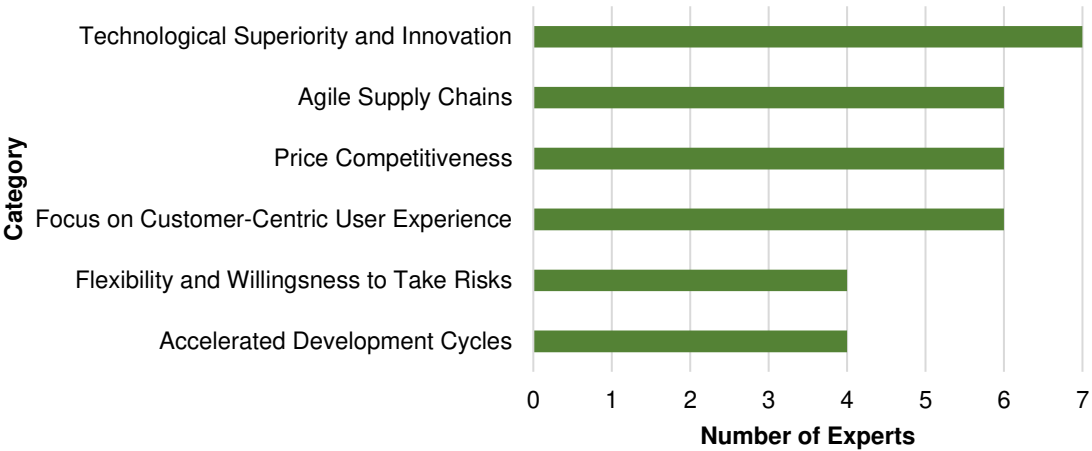 Category
Technological Superiority and Innovation
Agile Supply Chains
Price Competitiveness
Focus on Customer-Centric User Experience
Flexibility and Willingsness to Take Risks
Accelerated Development Cycles
0 1 2 3 4 5 6 7
Number of Experts